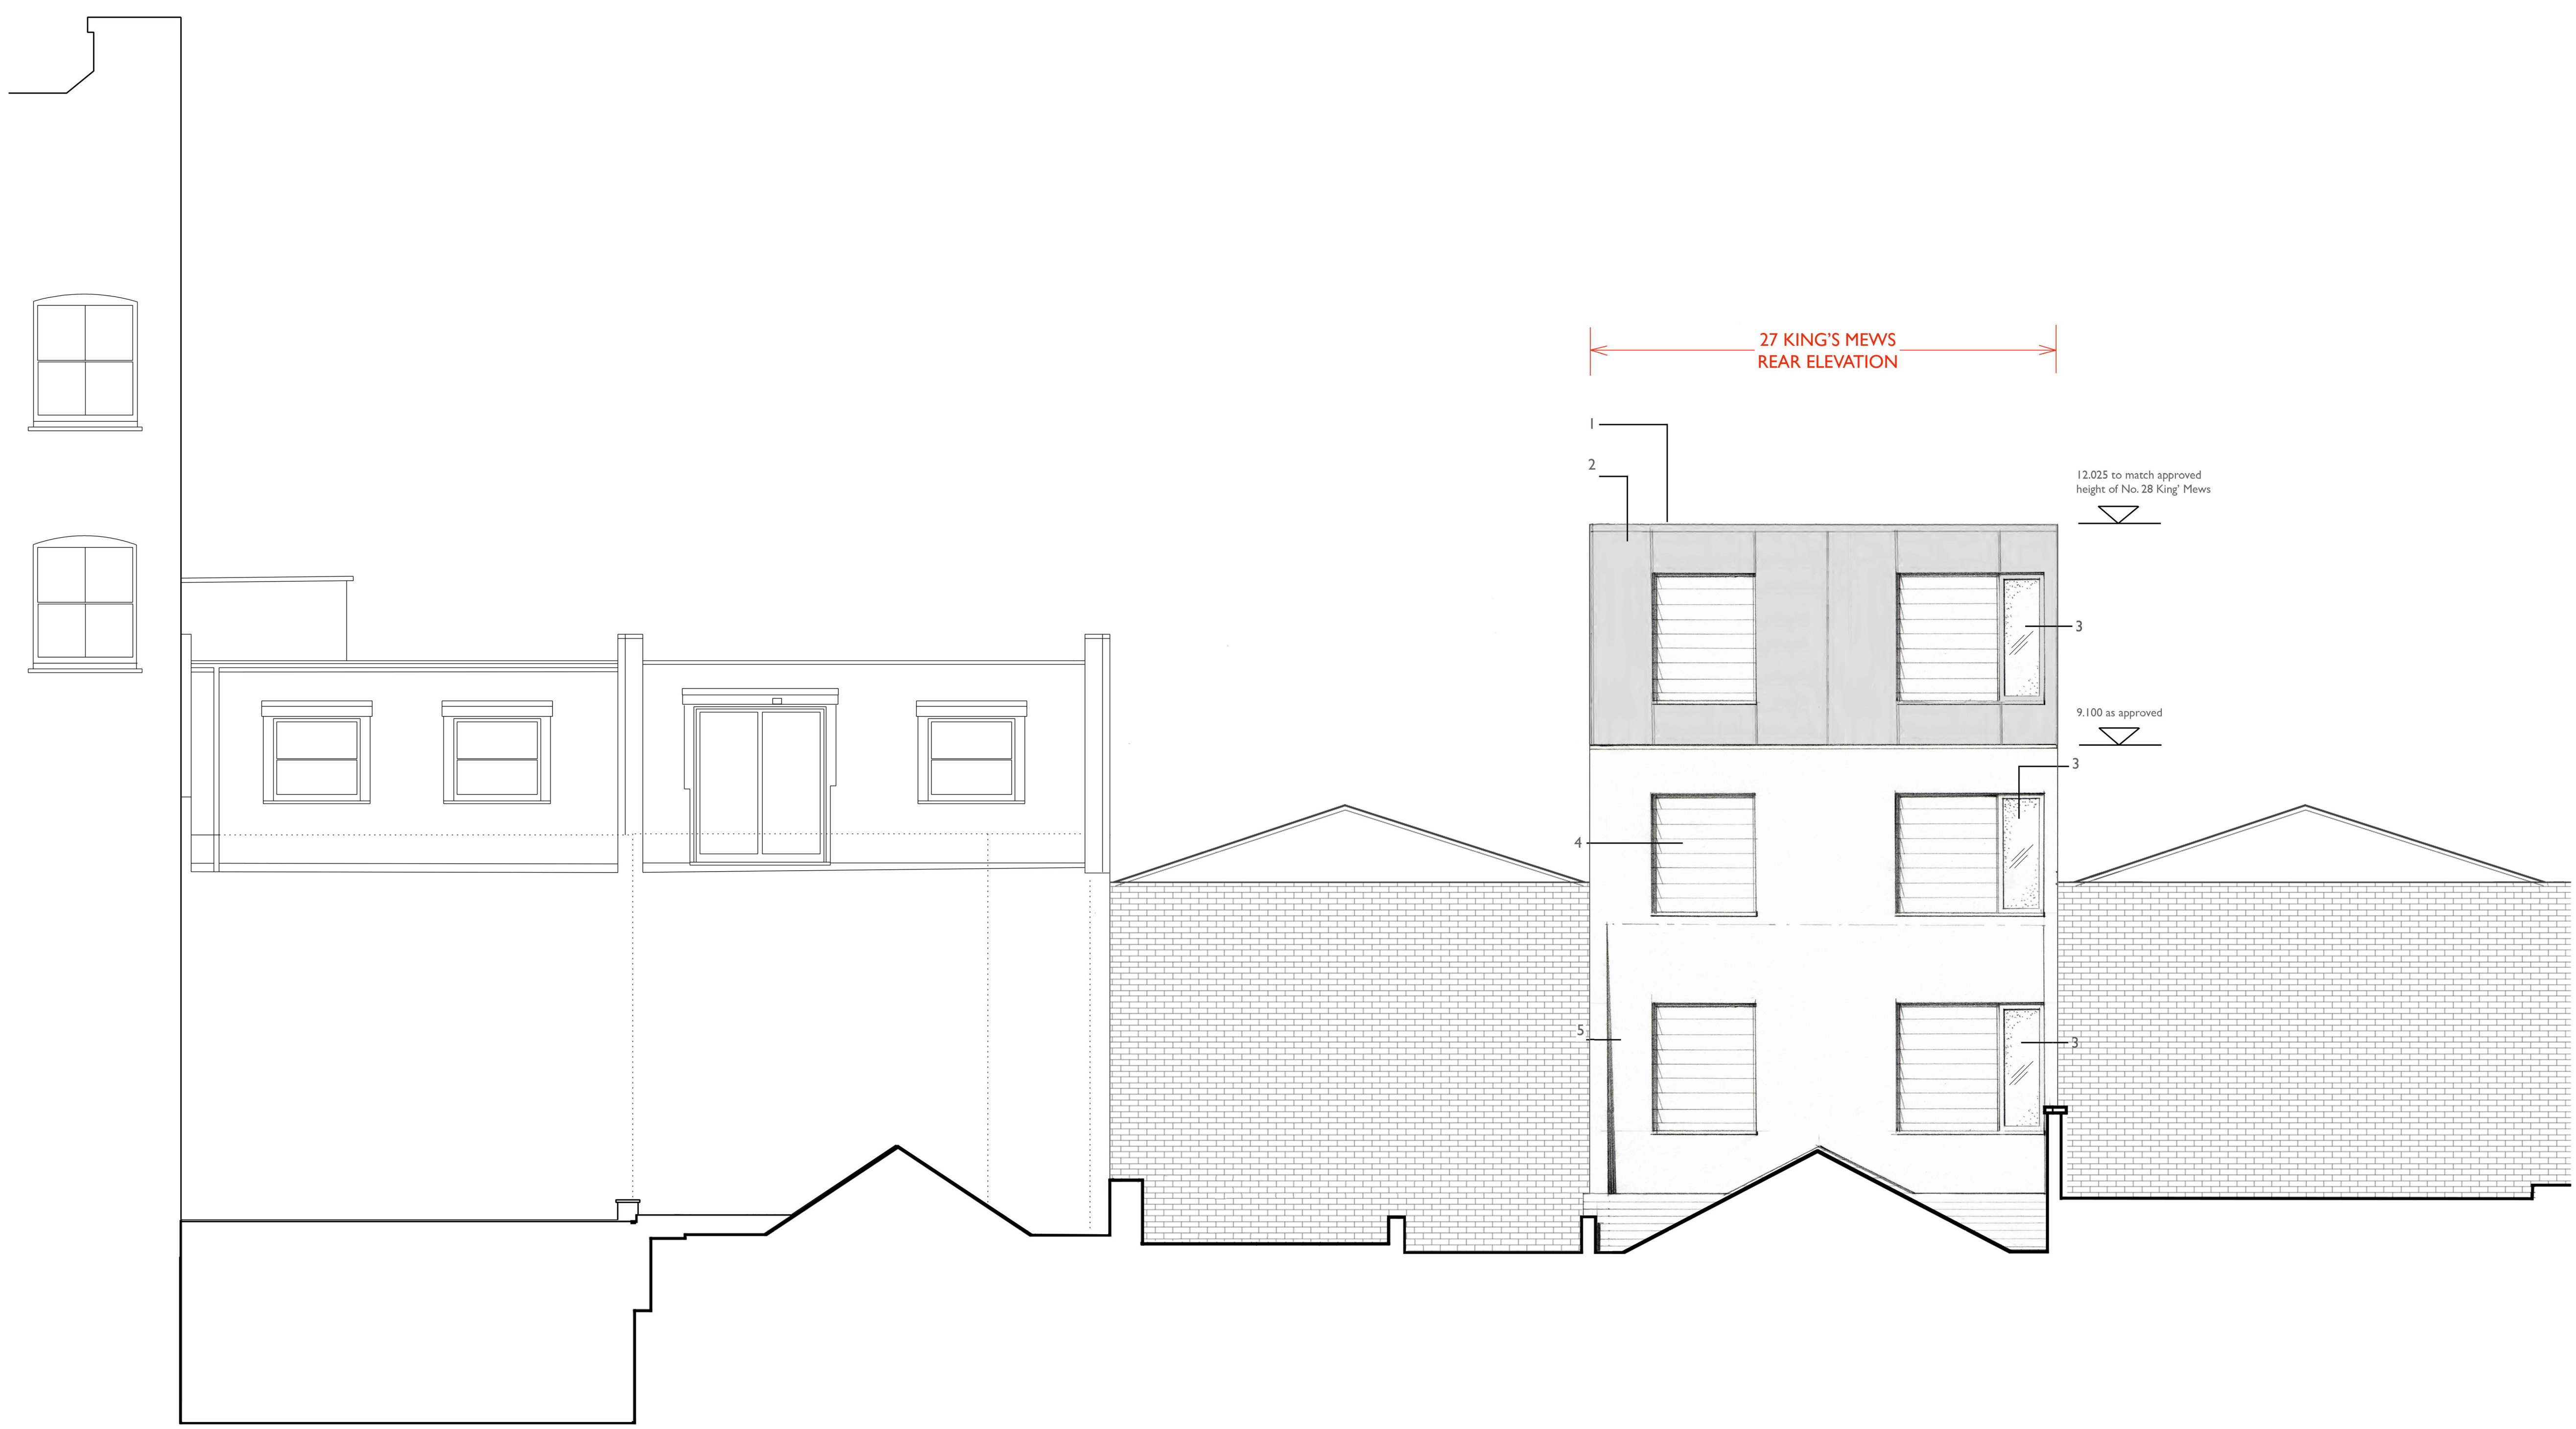 27 KING'S MEWS
REAR ELEVATION
1
2
12.025 to match approved
height of No. 28 King' Mews
3
9.100 as approved
3
4
5
3